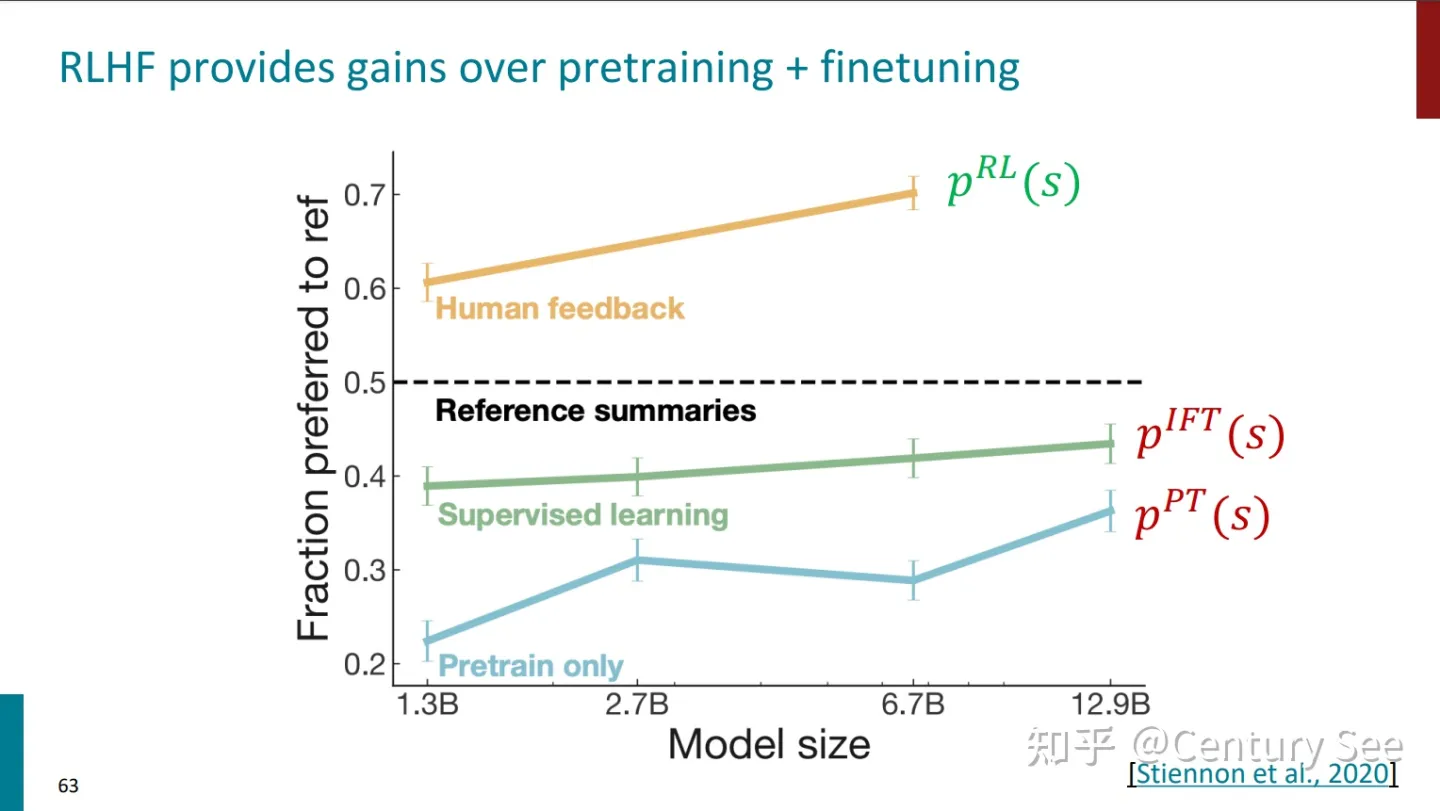 RLHF provides gains over pretraining + finetuning
Fraction preferred to ref
0.7
0.6
0.5
0.4
0.3
0.2
p^{RL}(s)
Human feedback
Reference summaries
p^{IFT}(s)
Supervised learning
p^{PT}(s)
Pretrain only
1.3B 2.7B 6.7B 12.9B
Model size
知乎 @Century See
[Stiennon et al., 2020]
63